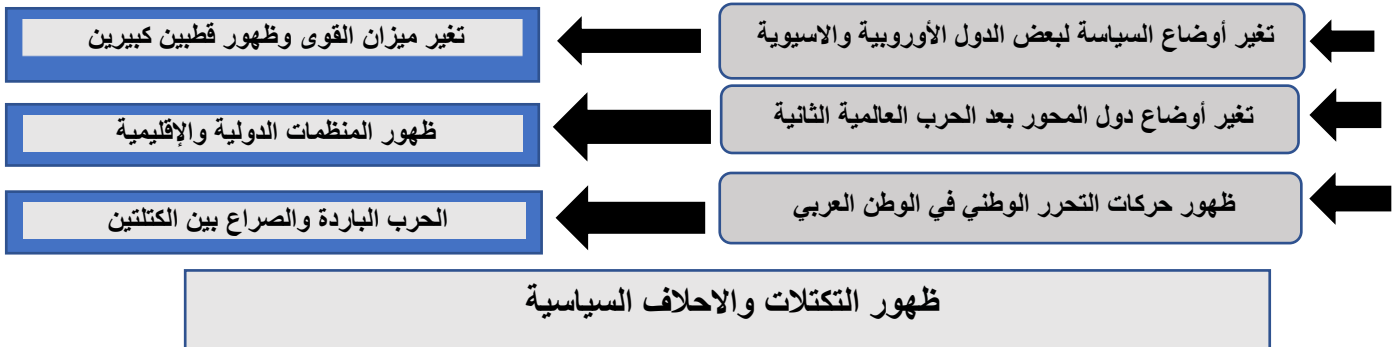 تغير أوضاع السياسة لبعض الدول الأوروبية والاسيوية
تغير ميزان القوى وظهور قطبين كبيرين
تغير أوضاع دول المحور بعد الحرب العالمية الثانية
ظهور المنظمات الدولية والإقليمية
ظهور حركات التحرر الوطني في الوطن العربي
الحرب الباردة والصراع بين الكتلتين
ظهور التكتلات والاحلاف السياسية